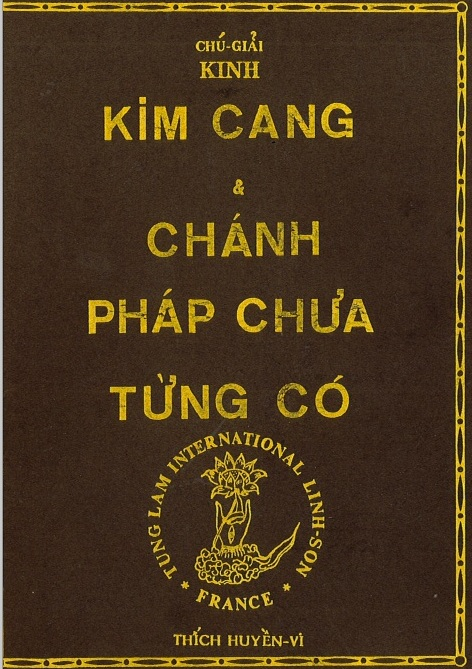 CHÚ-GIẢI
KINH
KIM CANG
&
CHÁNH
PHÁP CHƯA
TỪNG CÓ
* TUNG LAM INTERNATIONAL LINH-SON *
FRANCE
THÍCH HUYỀN-VI